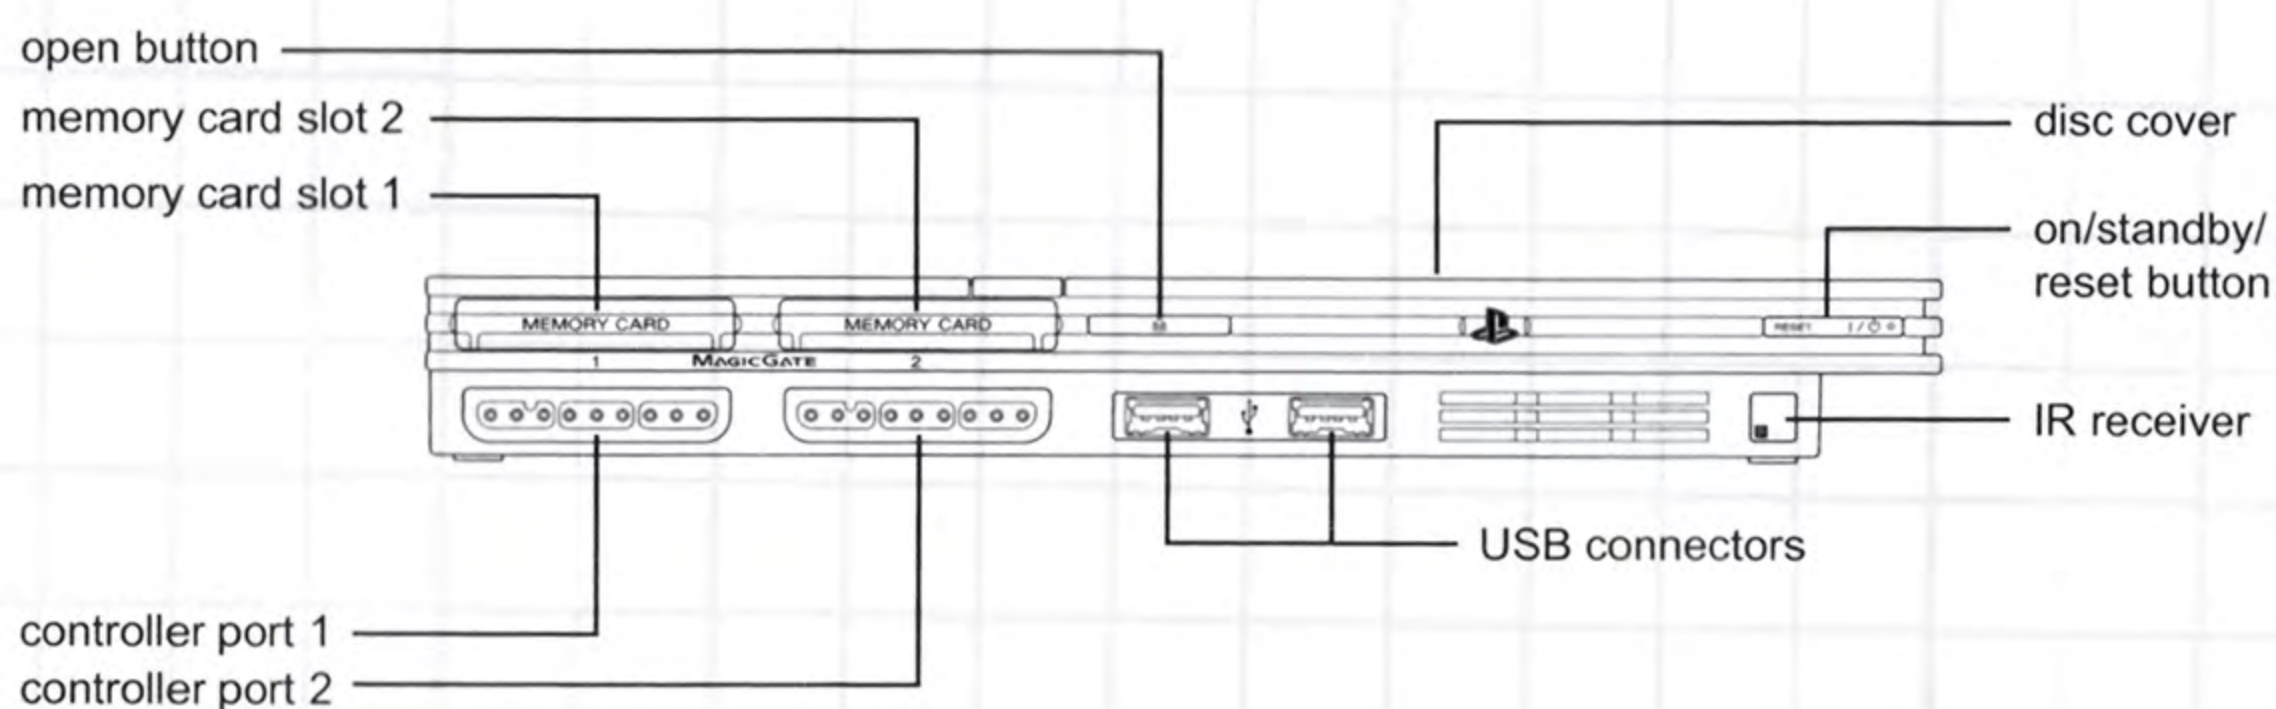 open button
memory card slot 2
memory card slot 1
disc cover
on/standby/
reset button
MEMORY CARD
MEMORY CARD
RESET
1
MAGICGATE
2
IR receiver
USB connectors
controller port 1
controller port 2